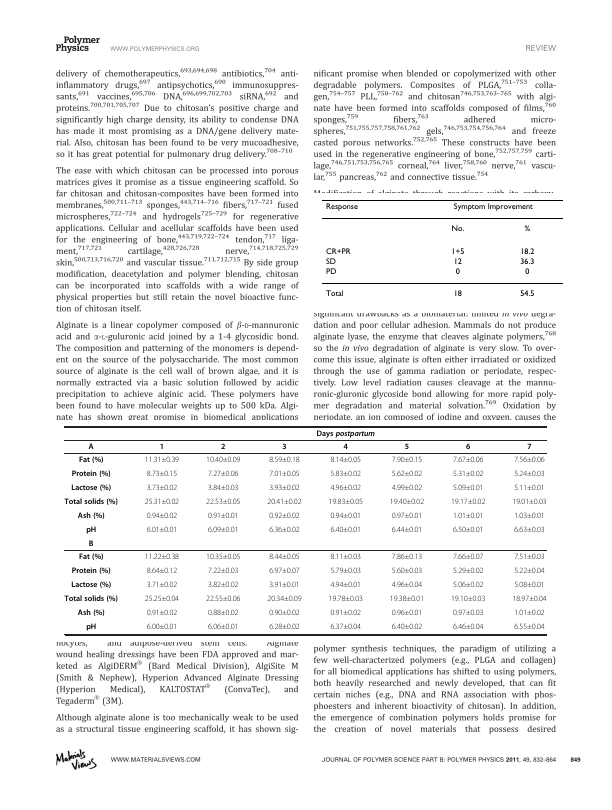 Polymer
Physics
WWW.POLYMERPHYSICS.ORG
REVIEW
delivery of chemotherapeutics,693,694,698 antibiotics,704 anti-
inflammatory drugs,697 antipsychotics,690 immunosuppres-
sants,691 vaccines,695,706 DNA,696,699,702,703 siRNA,692 and
proteins.700,701,705,707 Due to chitosan's positive charge and
significantly high charge density, its ability to condense DNA
has made it most promising as a DNA/gene delivery mate-
rial. Also, chitosan has been found to be very mucoadhesive,
so it has great potential for pulmonary drug delivery.708–710
The ease with which chitosan can be processed into porous
matrices gives it promise as a tissue engineering scaffold. So
far chitosan and chitosan-composites have been formed into
membranes,500,711–713 sponges,443,714–716 fibers,717–721 fused
microspheres,722–724 and hydrogels725–729 for regenerative
applications. Cellular and acellular scaffolds have been used
for the engineering of bone,443,719,722–724 tendon,717 liga-
ment,717,721 cartilage,428,726,728 nerve,714,718,725,729
skin,500,713,716,720 and vascular tissue.711,712,715 By side group
modification, deacetylation and polymer blending, chitosan
can be incorporated into scaffolds with a wide range of
physical properties but still retain the novel bioactive func-
tion of chitosan itself.
Alginate is a linear copolymer composed of β-D-mannuronic
acid and α-L-guluronic acid joined by a 1-4 glycosidic bond.
The composition and patterning of the monomers is depend-
ent on the source of the polysaccharide. The most common
source of alginate is the cell wall of brown algae, and it is
normally extracted via a basic solution followed by acidic
precipitation to achieve alginic acid. These polymers have
been found to have molecular weights up to 500 kDa. Algi-
nate has shown great promise in biomedical applications
nificant promise when blended or copolymerized with other
degradable polymers. Composites of PLGA,751–753 colla-
gen,754–757 PLL,758–762 and chitosan746,753,763–765 with algi-
nate have been formed into scaffolds composed of films,760
sponges,759 fibers,763 adhered micro-
spheres,751,755,757,758,761,762 gels,746,753,754,756,764 and freeze
casted porous networks.752,765 These constructs have been
used in the regenerative engineering of bone,752,757,759 carti-
lage,746,751,753,756,765 corneal,764 liver,758,760 nerve,761 vascu-
lar,755 pancreas,762 and connective tissue.754
Modification of alginate through reactions with its carboxy-
Response Symptom Improvement
No. %
CR+PR 1+5 18.2
SD 12 36.3
PD 0 0
Total 18 54.5
significant drawbacks as a biomaterial: limited in vivo degra-
dation and poor cellular adhesion. Mammals do not produce
alginate lyase, the enzyme that cleaves alginate polymers,768
so the in vivo degradation of alginate is very slow. To over-
come this issue, alginate is often either irradiated or oxidized
through the use of gamma radiation or periodate, respec-
tively. Low level radiation causes cleavage at the mannu-
ronic-gluronic glycoside bond allowing for more rapid poly-
mer degradation and material solvation.769 Oxidation by
periodate, an ion composed of iodine and oxygen, causes the
Days postpartum
A 1 2 3 4 5 6 7
Fat (%) 11.31±0.39 10.40±0.09 8.59±0.18 8.14±0.05 7.90±0.15 7.67±0.06 7.56±0.06
Protein (%) 8.73±0.15 7.27±0.06 7.01±0.05 5.83±0.02 5.62±0.02 5.31±0.02 5.24±0.03
Lactose (%) 3.73±0.02 3.84±0.03 3.93±0.02 4.96±0.02 4.99±0.02 5.09±0.01 5.11±0.01
Total solids (%) 25.31±0.02 22.53±0.05 20.41±0.02 19.83±0.05 19.40±0.02 19.17±0.02 19.01±0.03
Ash (%) 0.94±0.02 0.91±0.01 0.92±0.02 0.94±0.01 0.97±0.01 1.01±0.01 1.03±0.01
pH 6.01±0.01 6.09±0.01 6.36±0.02 6.40±0.01 6.44±0.01 6.50±0.01 6.63±0.03
B
Fat (%) 11.22±0.38 10.35±0.05 8.44±0.05 8.11±0.03 7.86±0.13 7.66±0.07 7.51±0.03
Protein (%) 8.64±0.12 7.22±0.03 6.97±0.07 5.79±0.03 5.60±0.03 5.29±0.02 5.22±0.04
Lactose (%) 3.71±0.02 3.82±0.02 3.91±0.01 4.94±0.01 4.96±0.04 5.06±0.02 5.08±0.01
Total solids (%) 25.25±0.04 22.55±0.06 20.34±0.09 19.78±0.03 19.38±0.01 19.10±0.03 18.97±0.04
Ash (%) 0.91±0.02 0.88±0.02 0.90±0.02 0.91±0.02 0.96±0.01 0.97±0.03 1.01±0.02
pH 6.00±0.01 6.06±0.01 6.28±0.02 6.37±0.04 6.40±0.02 6.46±0.04 6.55±0.04
nocytes, and adipose-derived stem cells. Alginate
wound healing dressings have been FDA approved and mar-
keted as AlgiDERM® (Bard Medical Division), AlgiSite M
(Smith & Nephew), Hyperion Advanced Alginate Dressing
(Hyperion Medical), KALTOSTAT® (ConvaTec), and
Tegaderm® (3M).
Although alginate alone is too mechanically weak to be used
as a structural tissue engineering scaffold, it has shown sig-
polymer synthesis techniques, the paradigm of utilizing a
few well-characterized polymers (e.g., PLGA and collagen)
for all biomedical applications has shifted to using polymers,
both heavily researched and newly developed, that can fit
certain niches (e.g., DNA and RNA association with phos-
phoesters and inherent bioactivity of chitosan). In addition,
the emergence of combination polymers holds promise for
the creation of novel materials that possess desired
Materials
Views
WWW.MATERIALSVIEWS.COM
JOURNAL OF POLYMER SCIENCE PART B: POLYMER PHYSICS 2011, 49, 832–864 849